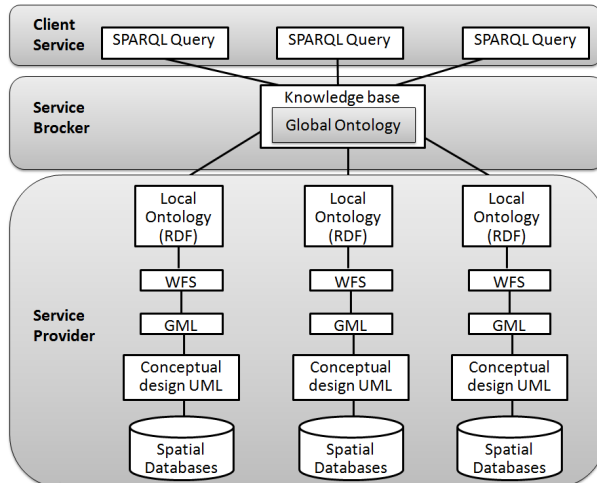 Client
Service
SPARQL Query
SPARQL Query
SPARQL Query
Service
Brocker
Knowledge base
Global Ontology
Service
Provider
Local
Ontology
(RDF)
Local
Ontology
(RDF)
Local
Ontology
(RDF)
WFS
WFS
WFS
GML
GML
GML
Conceptual
design UML
Conceptual
design UML
Conceptual
design UML
Spatial
Databases
Spatial
Databases
Spatial
Databases